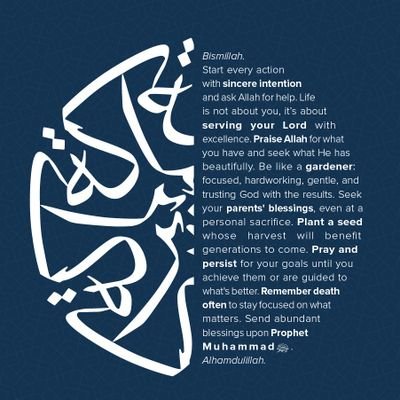 Bismillah.
Start every action
with sincere intention
and ask Allah for help. Life
is not about you, it's about
serving your Lord with
excellence. Praise Allah for what
you have and seek what He has
beautifully. Be like a gardener:
focused, hardworking, gentle, and
trusting God with the results. Seek
your parents' blessings, even at a
personal sacrifice. Plant a seed
whose harvest will benefit
generations to come. Pray and
persist for your goals until you
achieve them or are guided to
what's better. Remember death
often to stay focused on what
matters. Send abundant
blessings upon Prophet
Muhammad ﷺ.
Alhamdulillah.